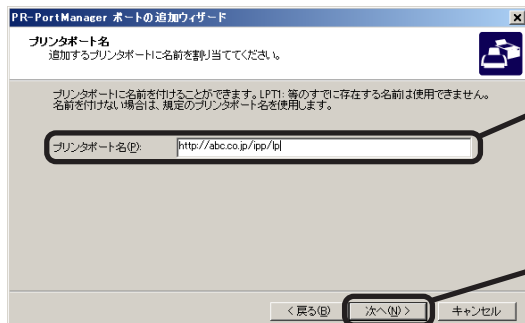 PR-PortManager ポートの追加ウィザード
プリンタポート名
追加するプリンタポートに名前を割り当ててください。
プリンタポートに名前を付けることができます。LPT1: 等のすでに存在する名前は使用できません。
名前を付けない場合は、規定のプリンタポート名を使用します。
プリンタポート名(P): http://abc.co.jp/ipp/lp
< 戻る(B) 次へ(N) > キャンセル